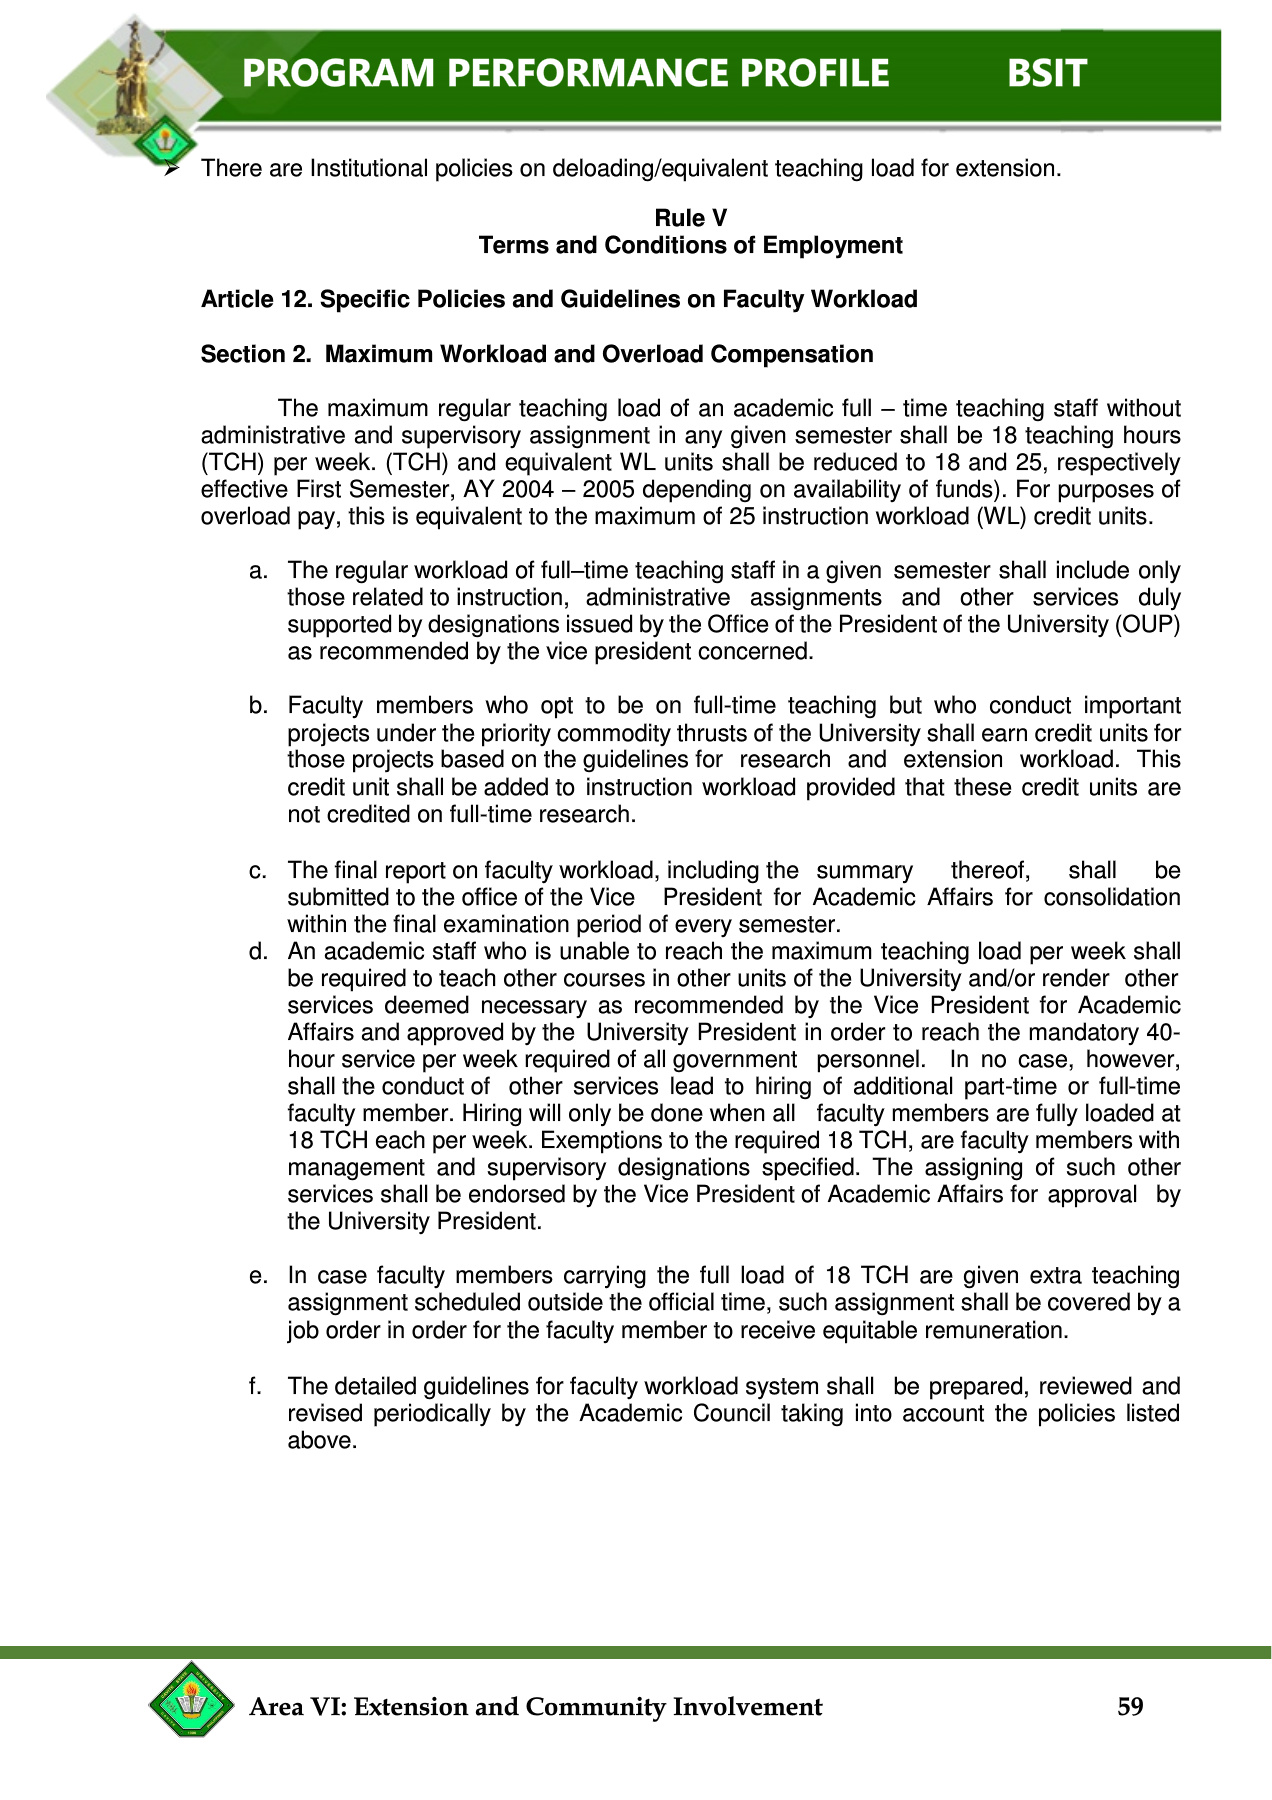 PROGRAM PERFORMANCE PROFILE BSIT
➢ There are Institutional policies on deloading/equivalent teaching load for extension.
Rule V
Terms and Conditions of Employment
Article 12. Specific Policies and Guidelines on Faculty Workload
Section 2. Maximum Workload and Overload Compensation
The maximum regular teaching load of an academic full – time teaching staff without
administrative and supervisory assignment in any given semester shall be 18 teaching hours
(TCH) per week. (TCH) and equivalent WL units shall be reduced to 18 and 25, respectively
effective First Semester, AY 2004 – 2005 depending on availability of funds). For purposes of
overload pay, this is equivalent to the maximum of 25 instruction workload (WL) credit units.
a. The regular workload of full–time teaching staff in a given semester shall include only
those related to instruction, administrative assignments and other services duly
supported by designations issued by the Office of the President of the University (OUP)
as recommended by the vice president concerned.
b. Faculty members who opt to be on full-time teaching but who conduct important
projects under the priority commodity thrusts of the University shall earn credit units for
those projects based on the guidelines for research and extension workload. This
credit unit shall be added to instruction workload provided that these credit units are
not credited on full-time research.
c. The final report on faculty workload, including the summary thereof, shall be
submitted to the office of the Vice President for Academic Affairs for consolidation
within the final examination period of every semester.
d. An academic staff who is unable to reach the maximum teaching load per week shall
be required to teach other courses in other units of the University and/or render other
services deemed necessary as recommended by the Vice President for Academic
Affairs and approved by the University President in order to reach the mandatory 40-
hour service per week required of all government personnel. In no case, however,
shall the conduct of other services lead to hiring of additional part-time or full-time
faculty member. Hiring will only be done when all faculty members are fully loaded at
18 TCH each per week. Exemptions to the required 18 TCH, are faculty members with
management and supervisory designations specified. The assigning of such other
services shall be endorsed by the Vice President of Academic Affairs for approval by
the University President.
e. In case faculty members carrying the full load of 18 TCH are given extra teaching
assignment scheduled outside the official time, such assignment shall be covered by a
job order in order for the faculty member to receive equitable remuneration.
f. The detailed guidelines for faculty workload system shall be prepared, reviewed and
revised periodically by the Academic Council taking into account the policies listed
above.
Area VI: Extension and Community Involvement 59